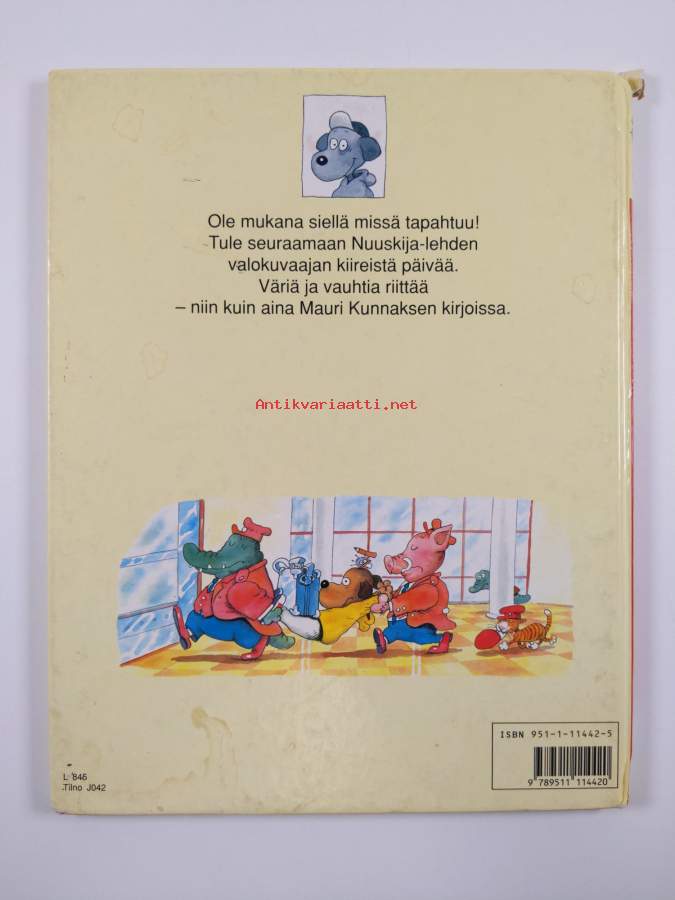 Ole mukana siellä missä tapahtuu!
Tule seuraamaan Nuuskija-lehden
valokuvaajan kiireistä päivää.
Väriä ja vauhtia riittää
– niin kuin aina Mauri Kunnaksen kirjoissa.
Antikvariaatti.net
ISBN 951-1-11442-5
9 789511 114420
L 846
Tilno J042